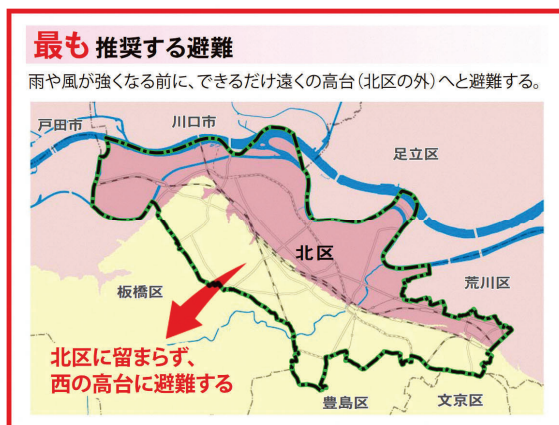 最も 推奨する避難
雨や風が強くなる前に、できるだけ遠くの高台（北区の外）へと避難する。
戸田市
川口市
足立区
北区
荒川区
板橋区
北区に留まらず、
西の高台に避難する
豊島区
文京区